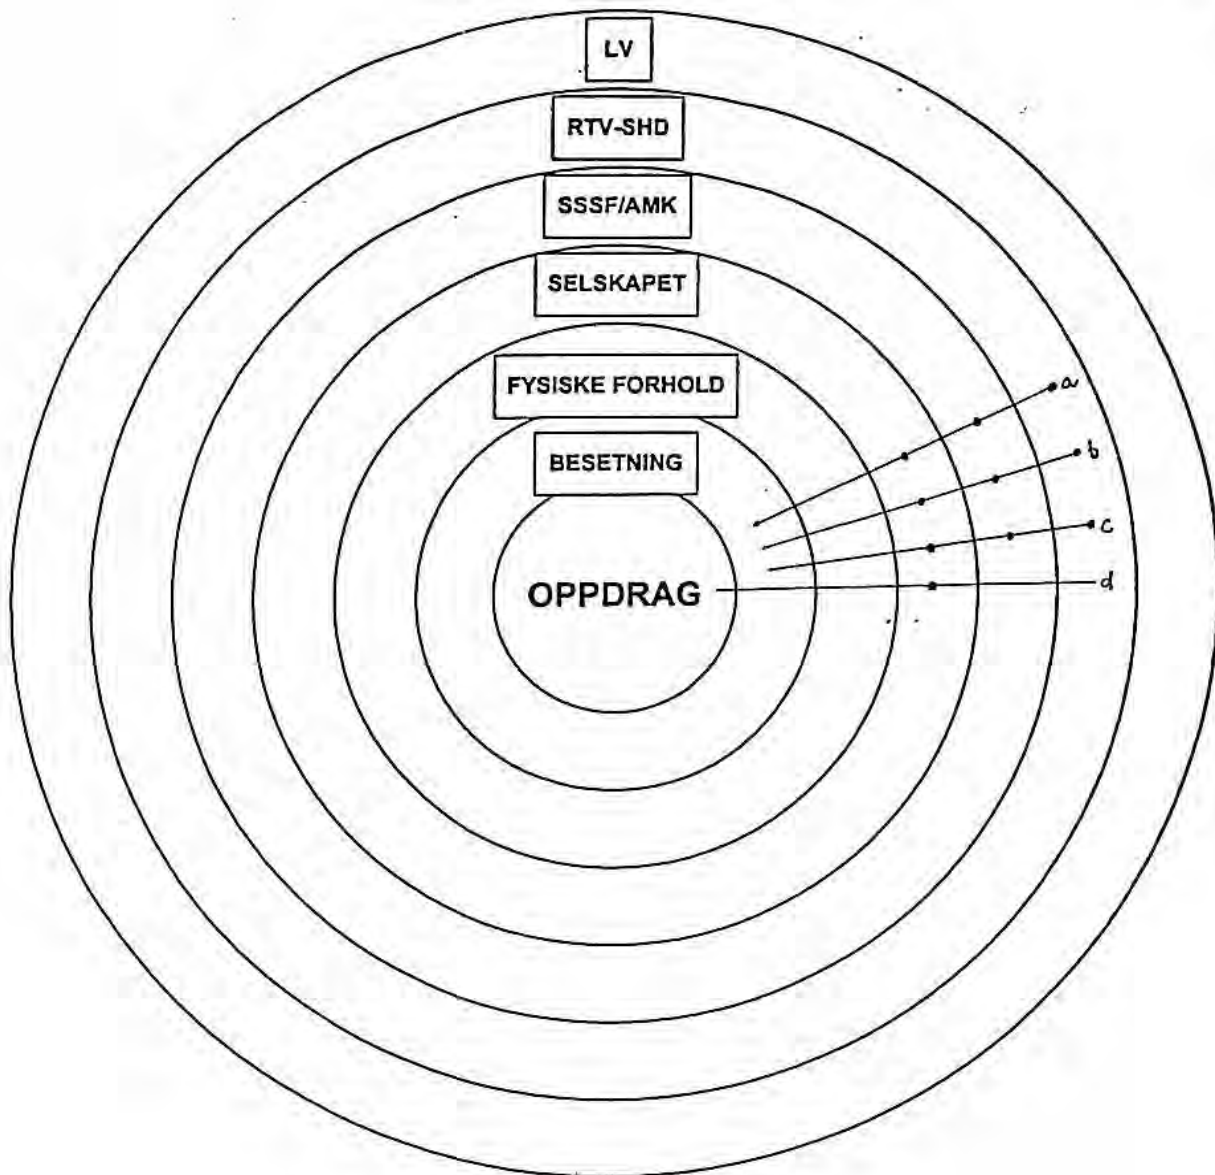 LV
RTV-SHD
SSSF/AMK
SELSKAPET
FYSISKE FORHOLD
BESETNING
OPPDRAG
a
b
c
d